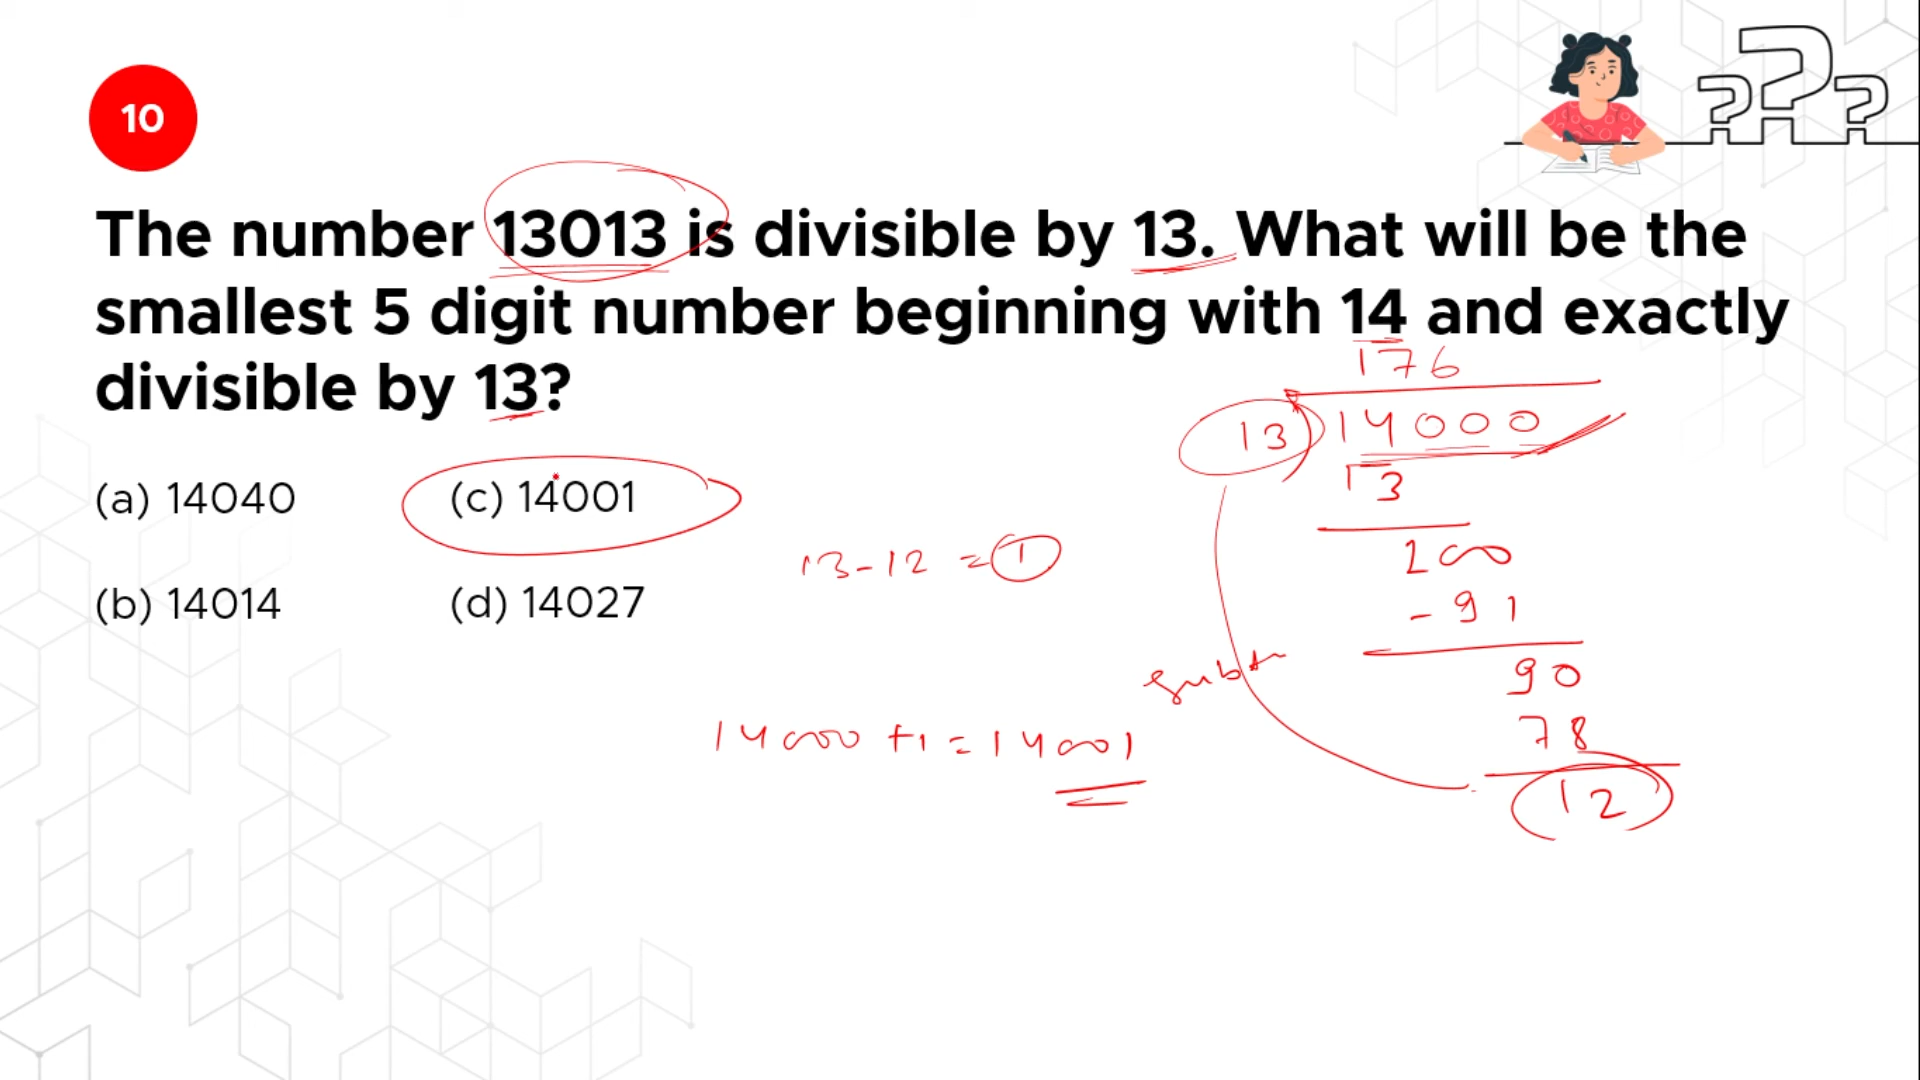 10
The number 13013 is divisible by 13. What will be the
smallest 5 digit number beginning with 14 and exactly
divisible by 13?
(a) 14040
(c) 14001
(b) 14014
(d) 14027
13-12 = 1
14000 +1 = 14001
subtr
176
13) 14000
13
100
- 91
90
78
12
???